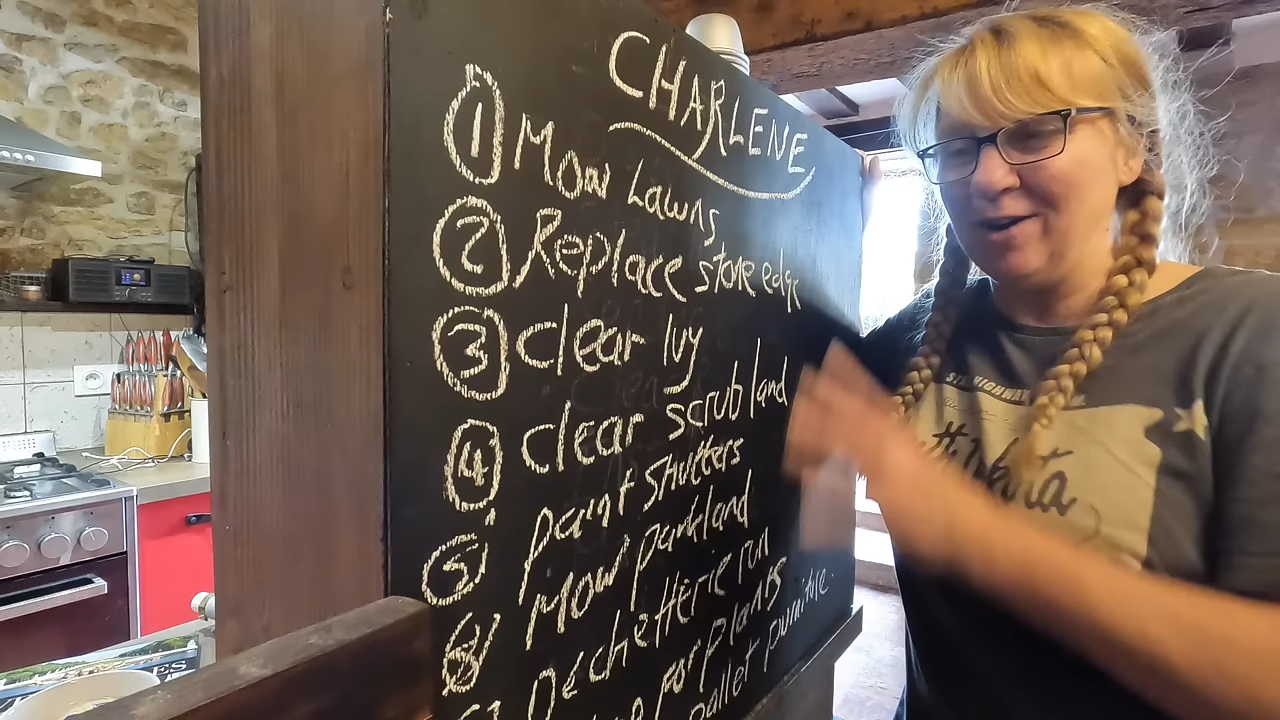 CHARLENE
① Mow Lawns
② Replace stone edge
③ clear Ivy
④ clear scrub land
⑤ paint shutters
6 Mow parkland
Dechetterie run
for plants
pallet furniture